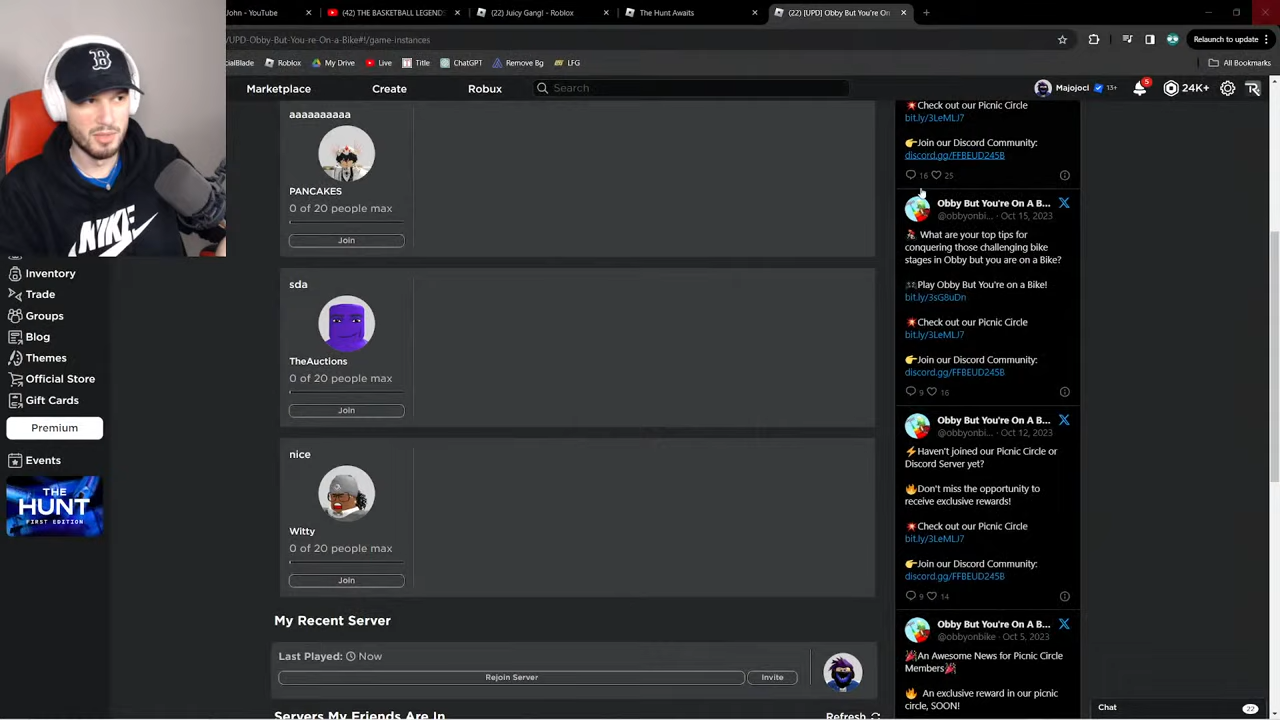 John - YouTube
(42) THE BASKETBALL LEGENDS
(22) Juicy Gang! - Roblox
The Hunt Awaits
(22) [UPD] Obby But You're On
/UPD-Obby-But-You-re-On-a-Bike#!/game-instances
Relaunch to update
cialBlade
Roblox
My Drive
Live
Title
ChatGPT
Remove Bg
LFG
All Bookmarks
Marketplace
Create
Robux
Search
Majojoci
13+
5
24K+
B
NIKE
Inventory
Trade
Groups
Blog
Themes
Official Store
Gift Cards
Premium
Events
THE
HUNT
FIRST EDITION
aaaaaaaaaa
PANCAKES
0 of 20 people max
Join
sda
TheAuctions
0 of 20 people max
Join
nice
Witty
0 of 20 people max
Join
My Recent Server
Last Played: Now
Rejoin Server
Invite
Servers My Friends Are In
Refresh
💥Check out our Picnic Circle
bit.ly/3LeMLJ7
👉Join our Discord Community:
discord.gg/FFBEUD245B
16 25
Obby But You're On A B...
@obbyonbi... · Oct 15, 2023
What are your top tips for
conquering those challenging bike
stages in Obby but you are on a Bike?
🎮Play Obby But You're on a Bike!
bit.ly/3sG8uDn
💥Check out our Picnic Circle
bit.ly/3LeMLJ7
👉Join our Discord Community:
discord.gg/FFBEUD245B
9 16
Obby But You're On A B...
@obbyonbi... · Oct 12, 2023
⚡Haven't joined our Picnic Circle or
Discord Server yet?
🔥Don't miss the opportunity to
receive exclusive rewards!
💥Check out our Picnic Circle
bit.ly/3LeMLJ7
👉Join our Discord Community:
discord.gg/FFBEUD245B
9 14
Obby But You're On A B...
@obbyonbike · Oct 5, 2023
🎉An Awesome News for Picnic Circle
Members🎉
🔥 An exclusive reward in our picnic
circle, SOON!
Chat
22